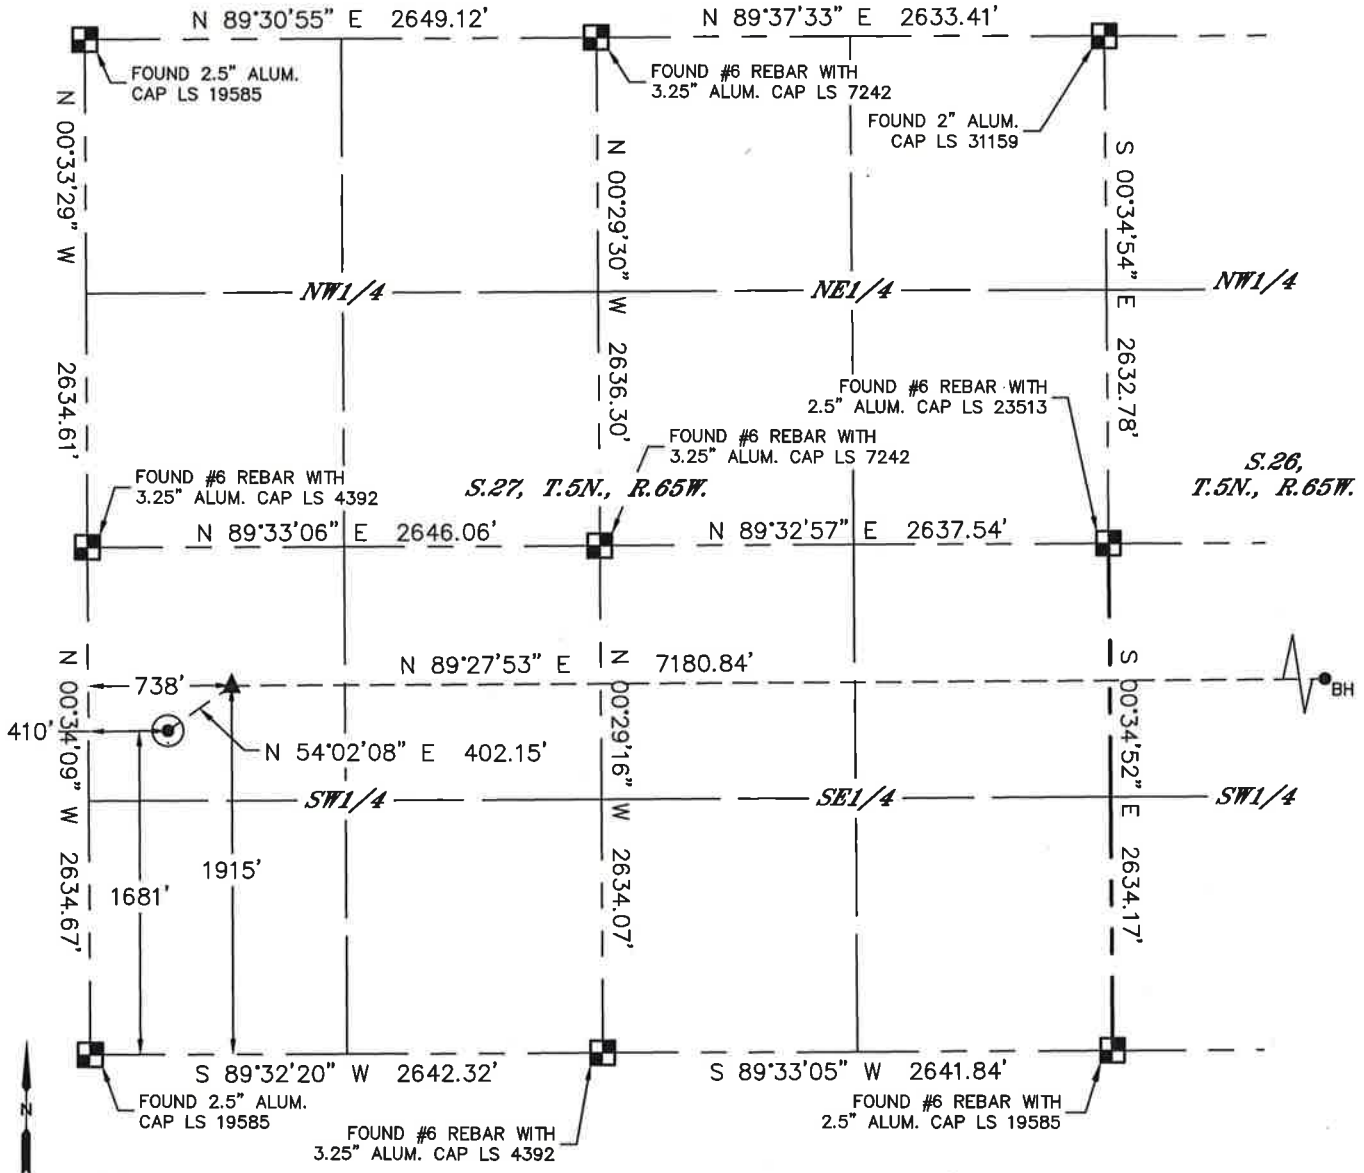 N 89°30'55" E 2649.12'
N 89°37'33" E 2633.41'
FOUND 2.5" ALUM.
CAP LS 19585
FOUND #6 REBAR WITH
3.25" ALUM. CAP LS 7242
FOUND 2" ALUM.
CAP LS 31159
N 00°33'29" W 2634.61'
N 00°29'30" W 2636.30'
S 00°34'54" E 2632.78'
NW1/4
NE1/4
NW1/4
FOUND #6 REBAR WITH
2.5" ALUM. CAP LS 23513
FOUND #6 REBAR WITH
3.25" ALUM. CAP LS 7242
FOUND #6 REBAR WITH
3.25" ALUM. CAP LS 4392
S.27, T.5N., R.65W.
S.26,
T.5N., R.65W.
N 89°33'06" E 2646.06'
N 89°32'57" E 2637.54'
N 00°34'09" W 2634.67'
N 00°29'16" W 2634.07'
S 00°34'52" E 2634.17'
N 89°27'53" E 7180.84'
738'
BH
410'
N 54°02'08" E 402.15'
SW1/4
SE1/4
SW1/4
1915'
1681'
S 89°32'20" W 2642.32'
S 89°33'05" W 2641.84'
FOUND 2.5" ALUM.
CAP LS 19585
FOUND #6 REBAR WITH
3.25" ALUM. CAP LS 4392
FOUND #6 REBAR WITH
2.5" ALUM. CAP LS 19585
N